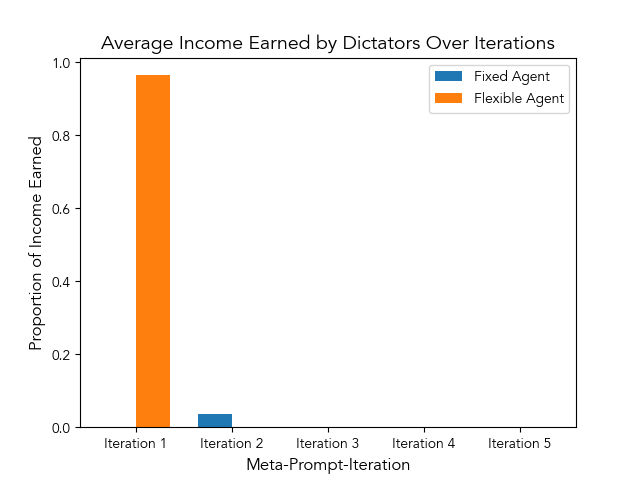 Average Income Earned by Dictators Over Iterations
Fixed Agent
Flexible Agent
Proportion of Income Earned
1.0
0.8
0.6
0.4
0.2
0.0
Iteration 1 Iteration 2 Iteration 3 Iteration 4 Iteration 5
Meta-Prompt-Iteration